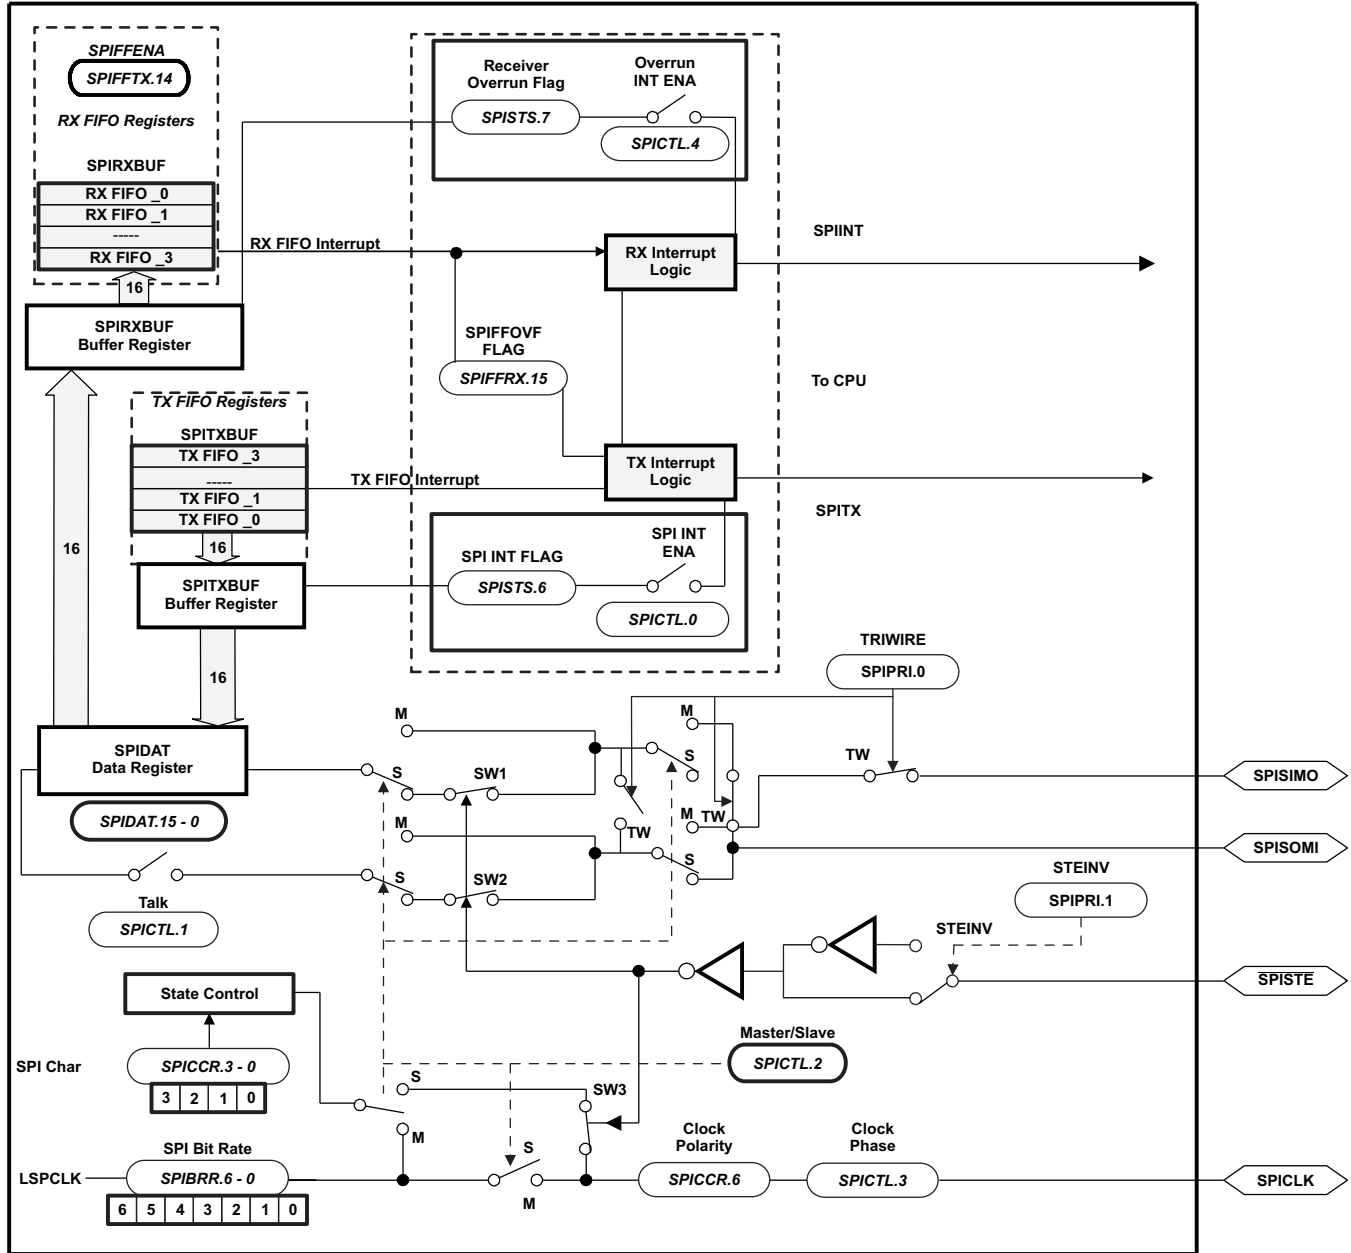 SPIFFENA
SPIFFTX.14
RX FIFO Registers
SPIRXBUF
RX FIFO _0
RX FIFO _1
-----
RX FIFO _3
16
SPIRXBUF
Buffer Register
Receiver
Overrun Flag
SPISTS.7
Overrun
INT ENA
SPICTL.4
RX FIFO Interrupt
RX Interrupt
Logic
SPIINT
SPIFFOVF
FLAG
SPIFFRX.15
To CPU
TX FIFO Registers
SPITXBUF
TX FIFO _3
-----
TX FIFO _1
TX FIFO _0
16
TX FIFO Interrupt
TX Interrupt
Logic
SPITX
16
SPITXBUF
Buffer Register
SPI INT FLAG
SPISTS.6
SPI INT
ENA
SPICTL.0
16
TRIWIRE
SPIPRI.0
SPIDAT
Data Register
SPIDAT.15 - 0
M
S
SW1
M
S
TW
SPISIMO
M
S
SW2
TW
M
TW
S
SPISOMI
Talk
SPICTL.1
STEINV
SPIPRI.1
STEINV
SPISTE
State Control
Master/Slave
SPICTL.2
SPI Char
SPICCR.3 - 0
3 2 1 0
S
M
SW3
SPI Bit Rate
LSPCLK
SPIBRR.6 - 0
6 5 4 3 2 1 0
S
M
Clock
Polarity
SPICCR.6
Clock
Phase
SPICTL.3
SPICLK